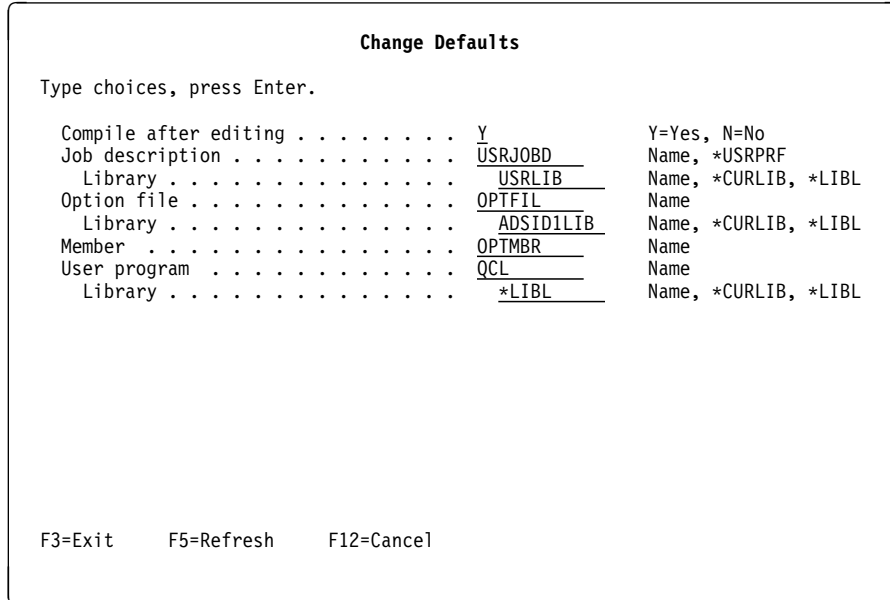 Change Defaults
Type choices, press Enter.
Compile after editing . . . . . . . . Y Y=Yes, N=No
Job description . . . . . . . . . . . USRJOBD Name, *USRPRF
Library . . . . . . . . . . . . . . USRLIB Name, *CURLIB, *LIBL
Option file . . . . . . . . . . . . . OPTFIL Name
Library . . . . . . . . . . . . . . ADSID1LIB Name, *CURLIB, *LIBL
Member . . . . . . . . . . . . . . . OPTMBR Name
User program . . . . . . . . . . . . QCL Name
Library . . . . . . . . . . . . . . *LIBL Name, *CURLIB, *LIBL
F3=Exit F5=Refresh F12=Cancel